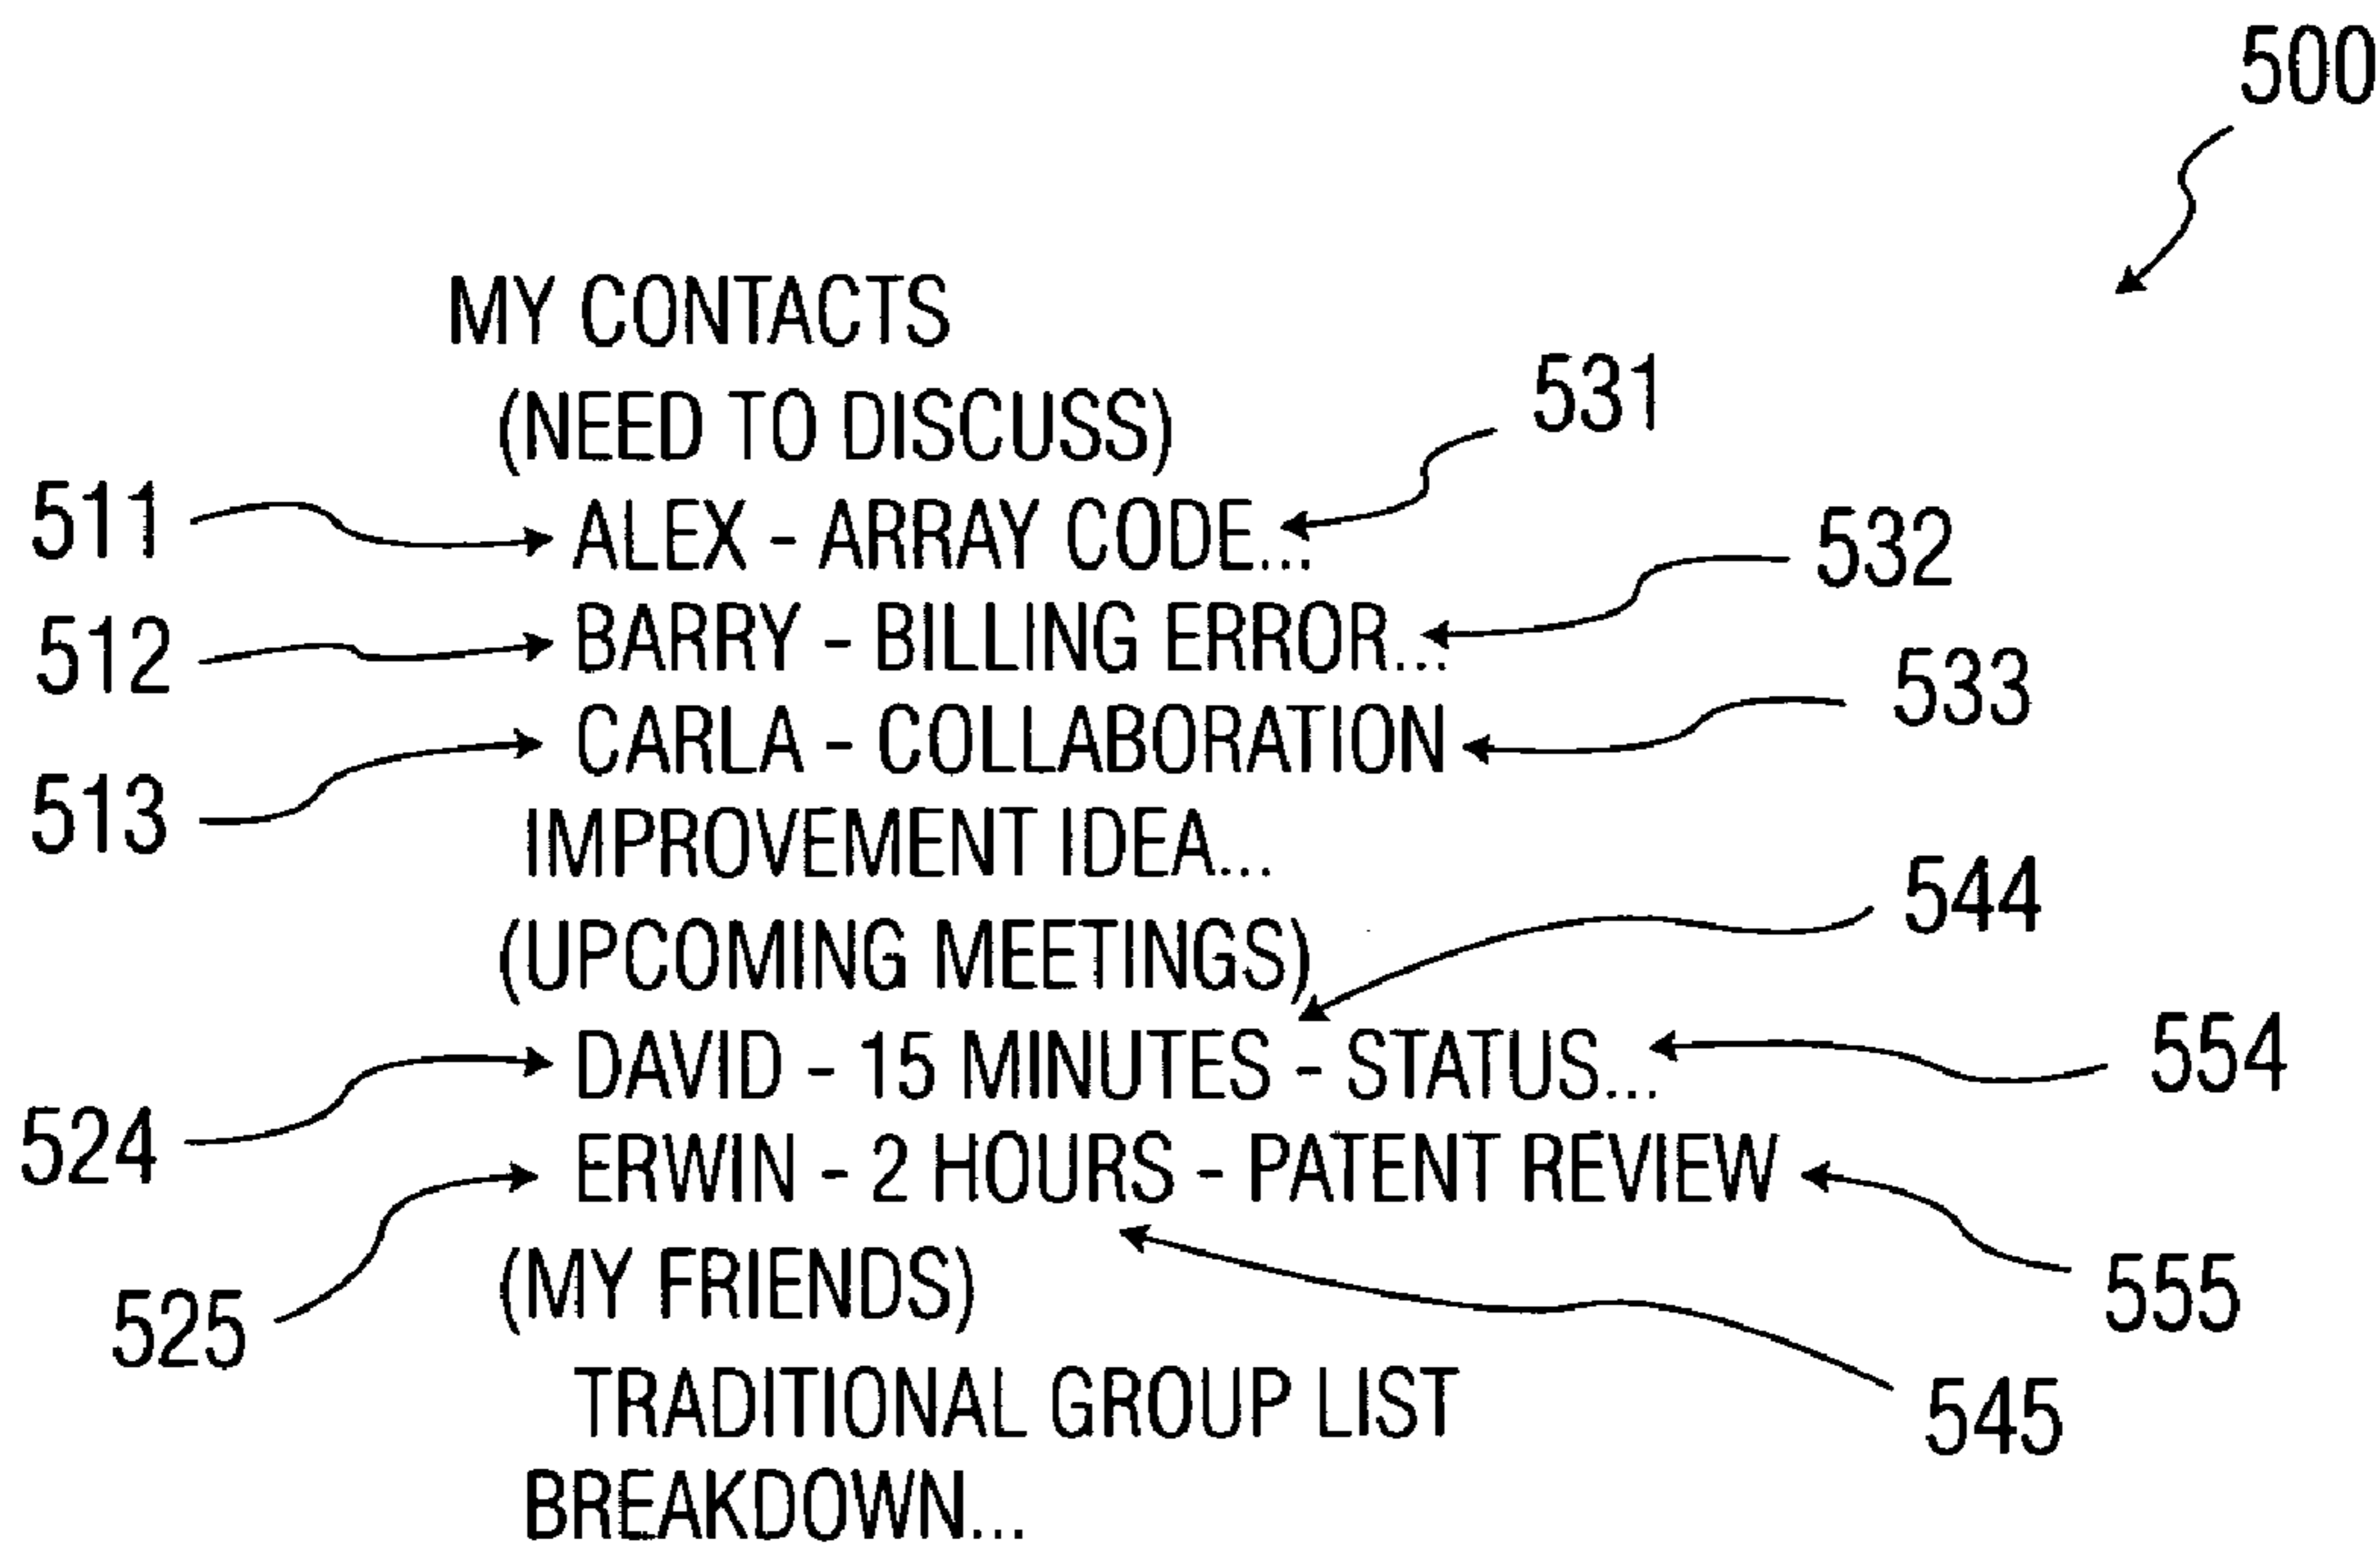 500
MY CONTACTS
(NEED TO DISCUSS)
531
511
ALEX - ARRAY CODE...
532
512
BARRY - BILLING ERROR...
533
CARLA - COLLABORATION
513
IMPROVEMENT IDEA...
544
(UPCOMING MEETINGS)
DAVID - 15 MINUTES - STATUS...
554
524
ERWIN - 2 HOURS - PATENT REVIEW
(MY FRIENDS)
555
525
TRADITIONAL GROUP LIST
545
BREAKDOWN...